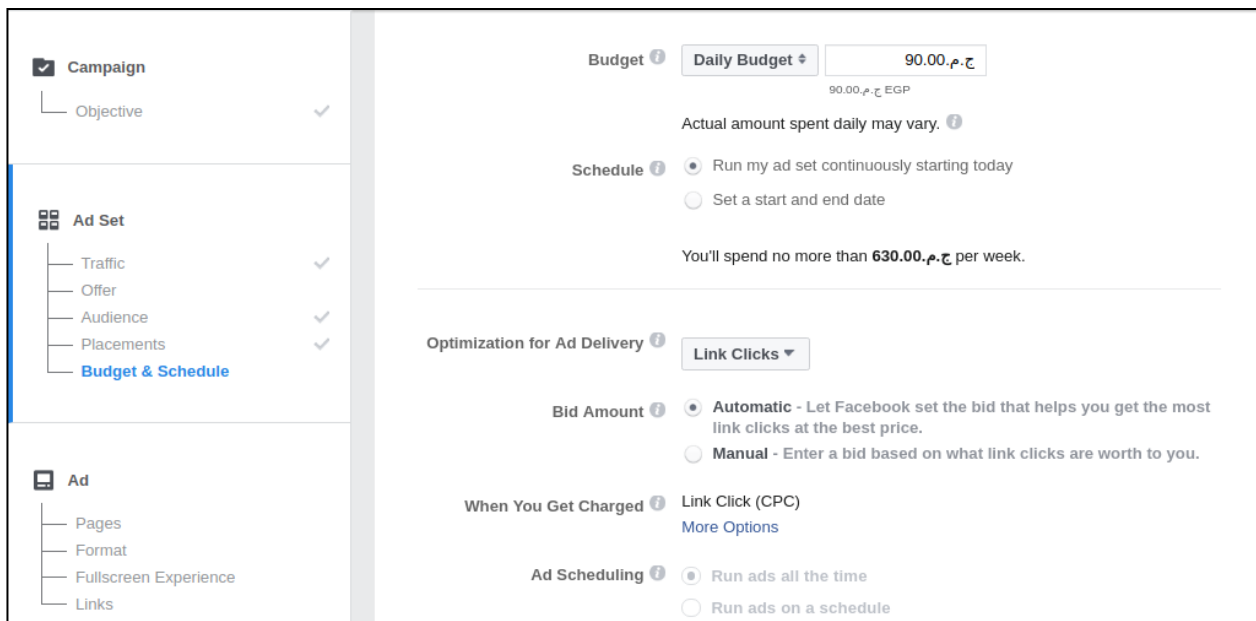 Campaign
Objective
Ad Set
Traffic
Offer
Audience
Placements
Budget & Schedule
Ad
Pages
Format
Fullscreen Experience
Links
Budget
Daily Budget
ج.م.90.00
ج.م.90.00 EGP
Actual amount spent daily may vary.
Schedule
Run my ad set continuously starting today
Set a start and end date
You'll spend no more than ج.م.630.00 per week.
Optimization for Ad Delivery
Link Clicks
Bid Amount
Automatic - Let Facebook set the bid that helps you get the most
link clicks at the best price.
Manual - Enter a bid based on what link clicks are worth to you.
When You Get Charged
Link Click (CPC)
More Options
Ad Scheduling
Run ads all the time
Run ads on a schedule